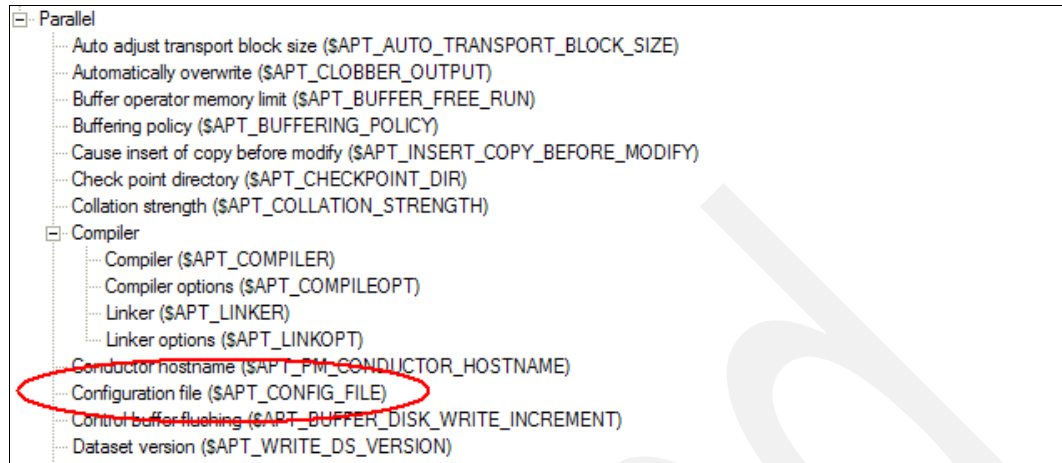 Parallel
Auto adjust transport block size ($APT_AUTO_TRANSPORT_BLOCK_SIZE)
Automatically overwrite ($APT_CLOBBER_OUTPUT)
Buffer operator memory limit ($APT_BUFFER_FREE_RUN)
Buffering policy ($APT_BUFFERING_POLICY)
Cause insert of copy before modify ($APT_INSERT_COPY_BEFORE_MODIFY)
Check point directory ($APT_CHECKPOINT_DIR)
Collation strength ($APT_COLLATION_STRENGTH)
Compiler
Compiler ($APT_COMPILER)
Compiler options ($APT_COMPILEOPT)
Linker ($APT_LINKER)
Linker options ($APT_LINKOPT)
Conductor hostname ($APT_PM_CONDUCTOR_HOSTNAME)
Configuration file ($APT_CONFIG_FILE)
Control buffer flushing ($APT_BUFFER_DISK_WRITE_INCREMENT)
Dataset version ($APT_WRITE_DS_VERSION)